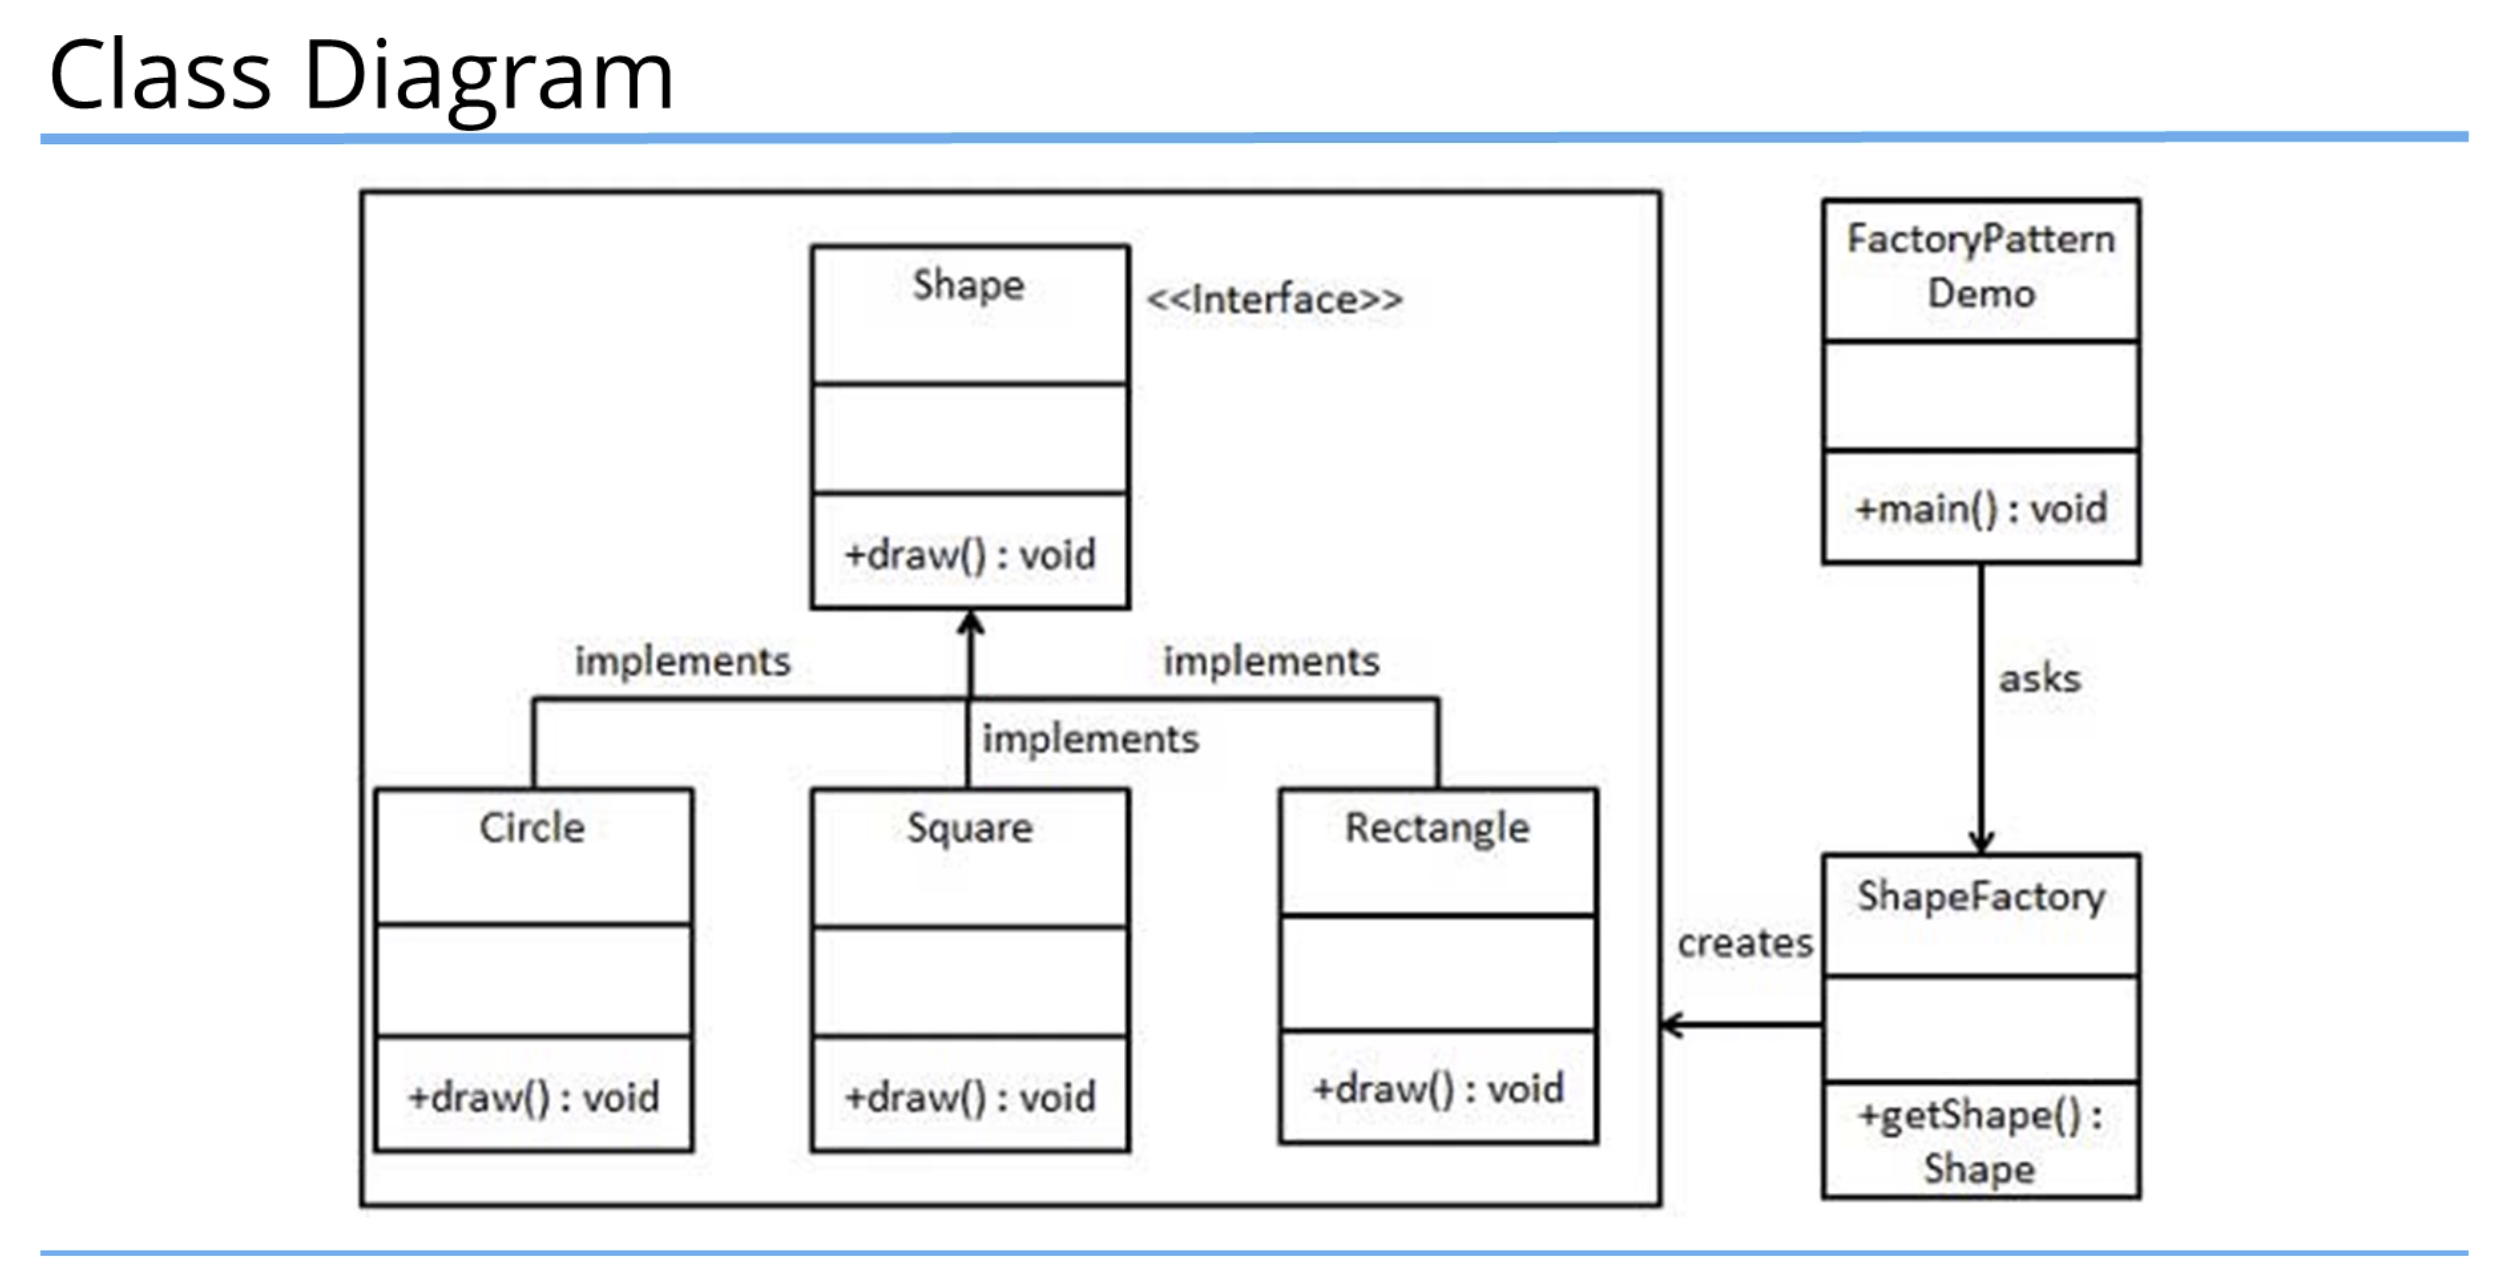 Class Diagram
Shape
<<Interface>>
+draw() : void
implements
implements
implements
Circle
+draw() : void
Square
+draw() : void
Rectangle
+draw() : void
FactoryPattern
Demo
+main() : void
asks
creates
ShapeFactory
+getShape() :
Shape